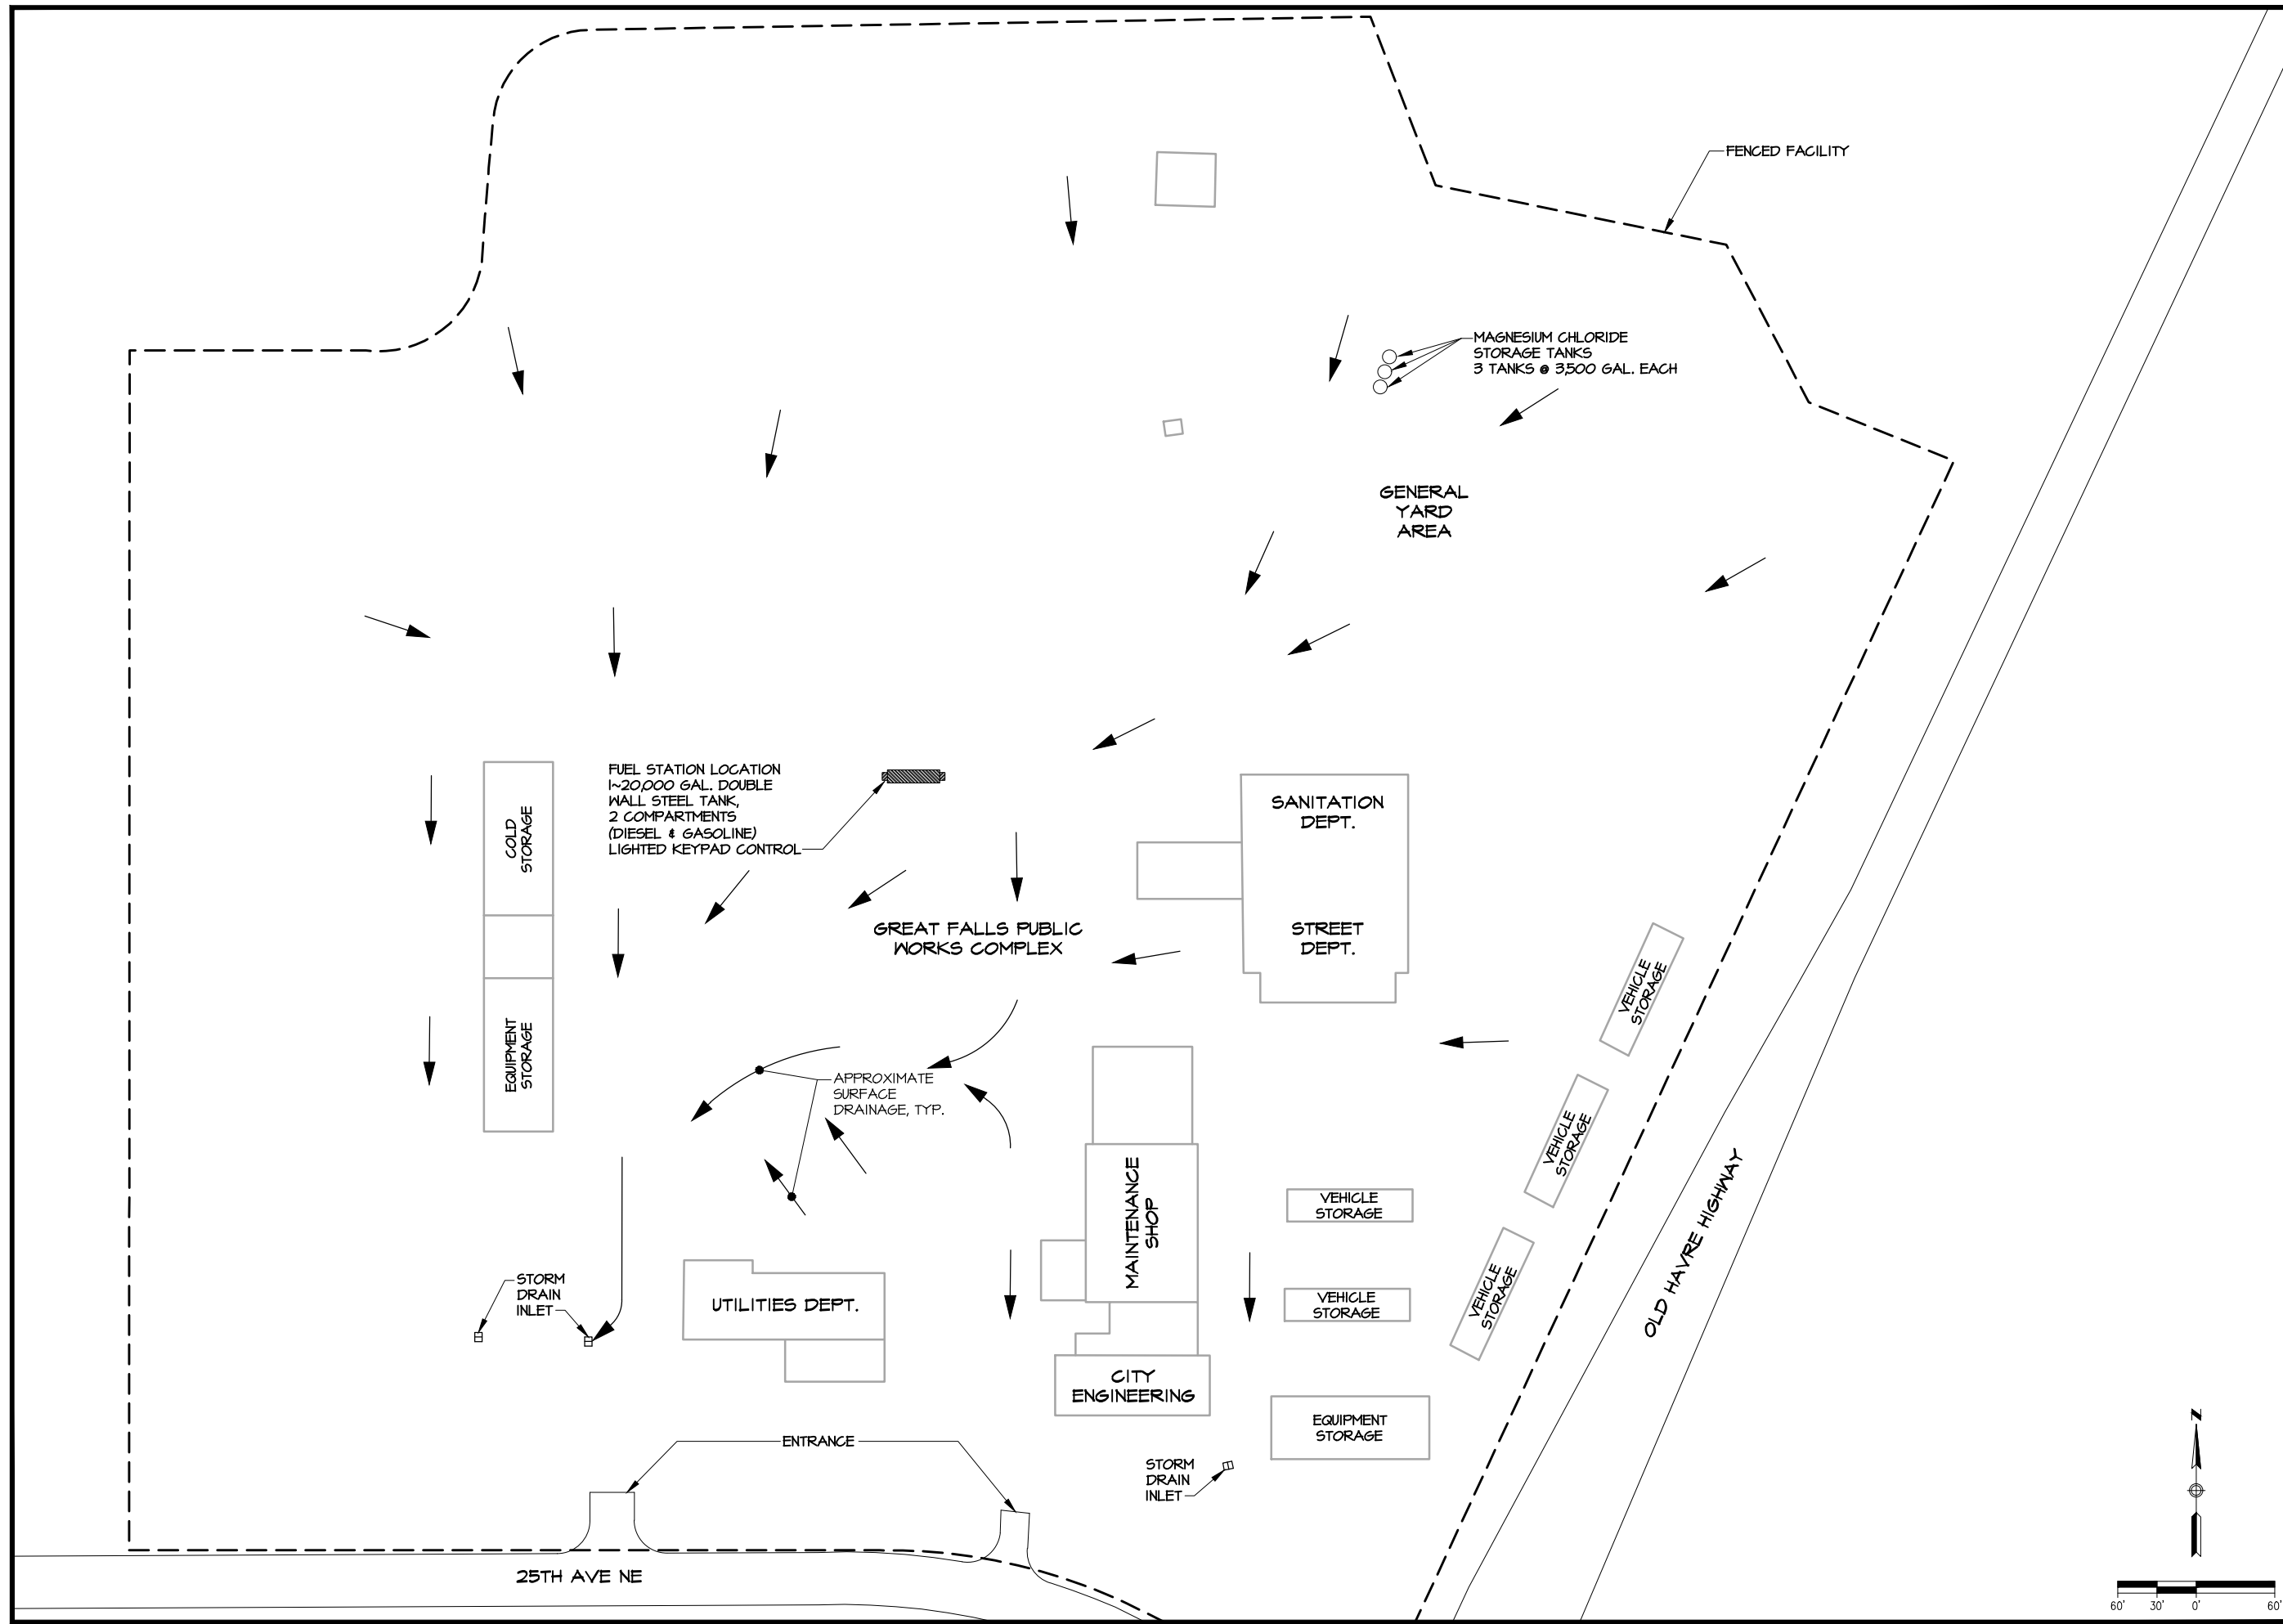 FENCED FACILITY
MAGNESIUM CHLORIDE
STORAGE TANKS
3 TANKS @ 3,500 GAL. EACH
GENERAL
YARD
AREA
FUEL STATION LOCATION
1~20,000 GAL. DOUBLE
WALL STEEL TANK,
2 COMPARTMENTS
(DIESEL & GASOLINE)
LIGHTED KEYPAD CONTROL
COLD
STORAGE
SANITATION
DEPT.
GREAT FALLS PUBLIC
WORKS COMPLEX
STREET
DEPT.
VEHICLE
STORAGE
EQUIPMENT
STORAGE
APPROXIMATE
SURFACE
DRAINAGE, TYP.
VEHICLE
STORAGE
MAINTENANCE
SHOP
VEHICLE
STORAGE
OLD HAVRE HIGHWAY
STORM
DRAIN
INLET
UTILITIES DEPT.
VEHICLE
STORAGE
VEHICLE
STORAGE
CITY
ENGINEERING
EQUIPMENT
STORAGE
ENTRANCE
STORM
DRAIN
INLET
25TH AVE NE
N
60' 30' 0' 60'